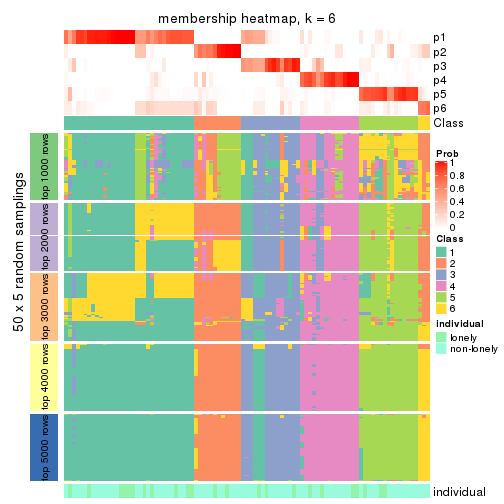 membership heatmap, k = 6
p1
p2
p3
p4
p5
p6
Class
50 x 5 random samplings
top 1000 rows
top 2000 rows
top 3000 rows
top 4000 rows
top 5000 rows
individual
Prob
1
0.8
0.6
0.4
0.2
0
Class
1
2
3
4
5
6
individual
lonely
non-lonely